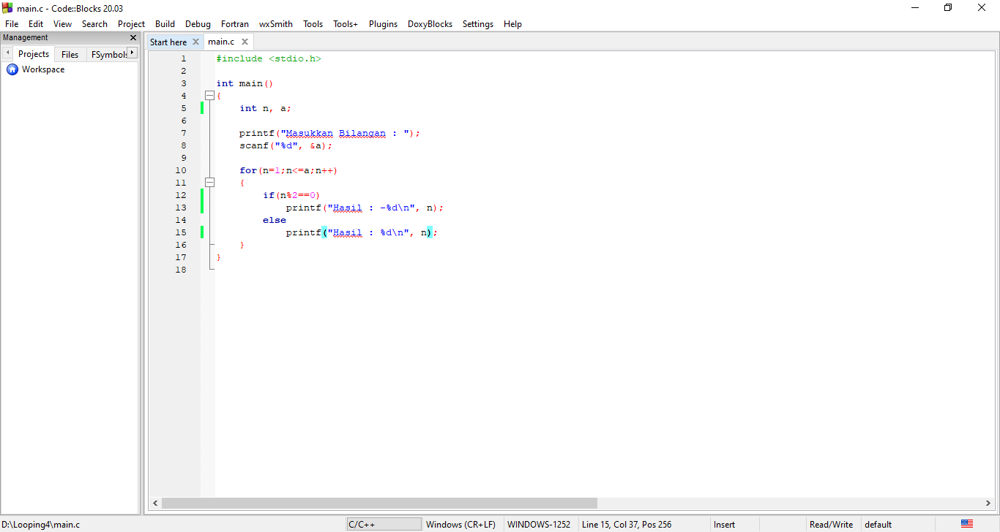 main.c - Code::Blocks 20.03
File Edit View Search Project Build Debug Fortran wxSmith Tools Tools+ Plugins DoxyBlocks Settings Help
Management
Projects Files FSymbols
Workspace
Start here main.c
1 #include <stdio.h>
2
3 int main()
4 {
5 int n, a;
6
7 printf("Masukkan Bilangan : ");
8 scanf("%d", &a);
9
10 for(n=1;n<=a;n++)
11 {
12 if(n%2==0)
13 printf("Hasil : -%d\n", n);
14 else
15 printf("Hasil : %d\n", n);
16 }
17 }
18
D:\Looping4\main.c C/C++ Windows (CR+LF) WINDOWS-1252 Line 15, Col 37, Pos 256 Insert Read/Write default